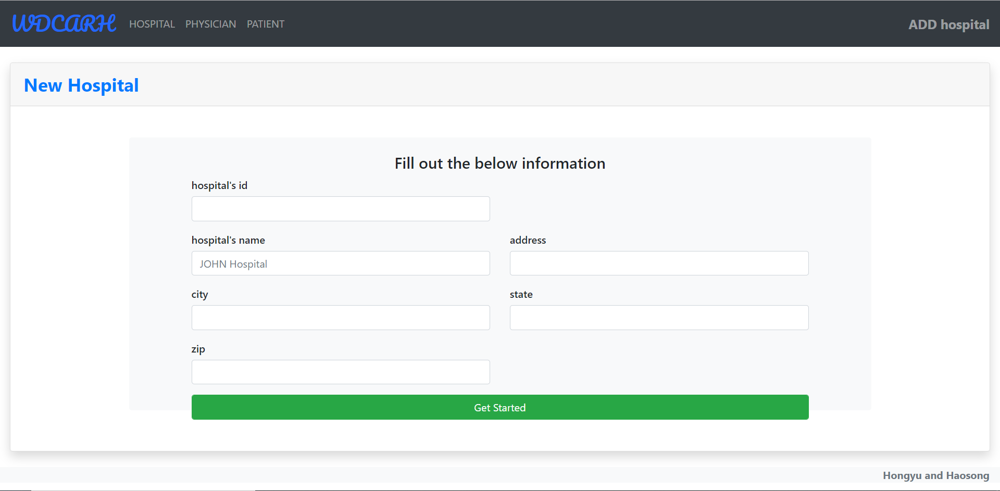 WDCARH HOSPITAL PHYSICIAN PATIENT ADD hospital
New Hospital
Fill out the below information
hospital's id
hospital's name address
JOHN Hospital
city state
zip
Get Started
Hongyu and Haosong